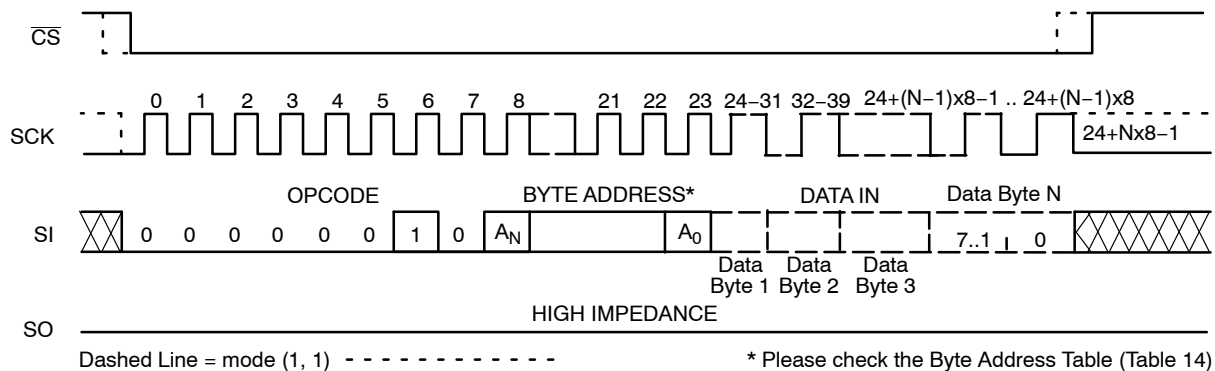 CS
0 1 2 3 4 5 6 7 8 21 22 23 24–31 32–39 24+(N–1)x8–1 .. 24+(N–1)x8
SCK
24+Nx8–1
OPCODE BYTE ADDRESS* DATA IN Data Byte N
SI
0 0 0 0 0 0 1 0 AN A0 7..1 0
Data Byte 1
Data Byte 2
Data Byte 3
HIGH IMPEDANCE
SO
Dashed Line = mode (1, 1)
* Please check the Byte Address Table (Table 14)